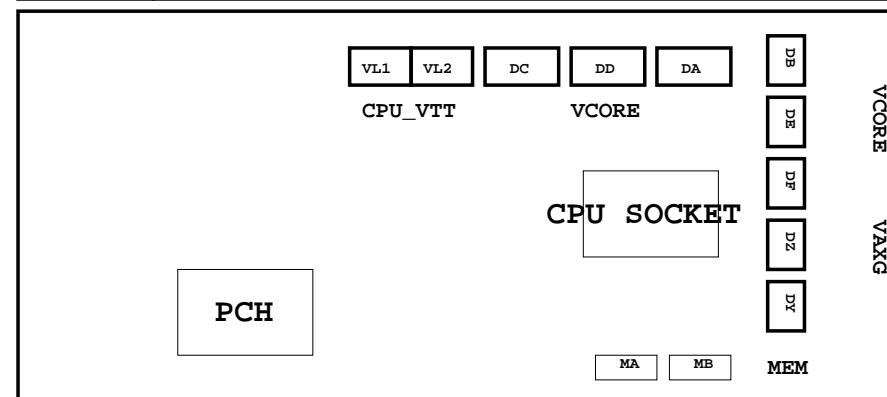 VL1 VL2 DC DD DA
CPU_VTT VCORE
DB
DE
DF
DZ
DY
VCORE
VAXG
CPU SOCKET
PCH
MA MB MEM